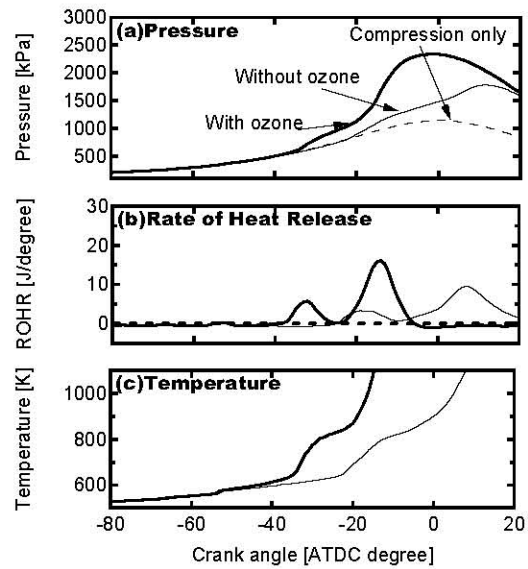 (a)Pressure
Compression only
Without ozone
With ozone
Pressure [kPa]
3000
2500
2000
1500
1000
500
(b)Rate of Heat Release
ROHR [J/degree]
30
20
10
0
(c)Temperature
Temperature [K]
1000
800
600
-80 -60 -40 -20 0 20
Crank angle [ATDC degree]